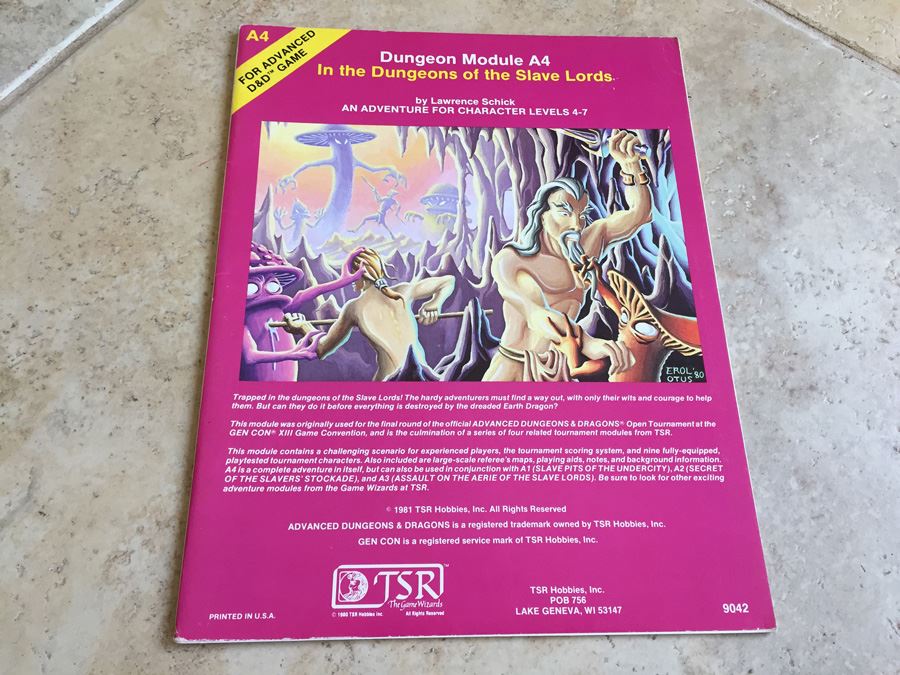 A4
FOR ADVANCED
D&D™ GAME
Dungeon Module A4
In the Dungeons of the Slave Lords
by Lawrence Schick
AN ADVENTURE FOR CHARACTER LEVELS 4-7
EROL
OTUS '80
Trapped in the dungeons of the Slave Lords! The hardy adventurers must find a way out, with only their wits and courage to help
them. But can they do it before everything is destroyed by the dreaded Earth Dragon?
This module was originally used for the final round of the official ADVANCED DUNGEONS & DRAGONS® Open Tournament at the
GEN CON® XIII Game Convention, and is the culmination of a series of four related tournament modules from TSR.
This module contains a challenging scenario for experienced players, the tournament scoring system, and nine fully-equipped,
playtested tournament characters. Also included are large-scale referee's maps, playing aids, notes, and background information.
A4 is a complete adventure in itself, but can also be used in conjunction with A1 (SLAVE PITS OF THE UNDERCITY), A2 (SECRET
OF THE SLAVERS' STOCKADE), and A3 (ASSAULT ON THE AERIE OF THE SLAVE LORDS). Be sure to look for other exciting
adventure modules from the Game Wizards at TSR.
© 1981 TSR Hobbies, Inc. All Rights Reserved
ADVANCED DUNGEONS & DRAGONS is a registered trademark owned by TSR Hobbies, Inc.
GEN CON is a registered service mark of TSR Hobbies, Inc.
TSR™
The Game Wizards
© 1980 TSR Hobbies Inc All Rights Reserved
TSR Hobbies, Inc.
POB 756
LAKE GENEVA, WI 53147
PRINTED IN U.S.A.
9042